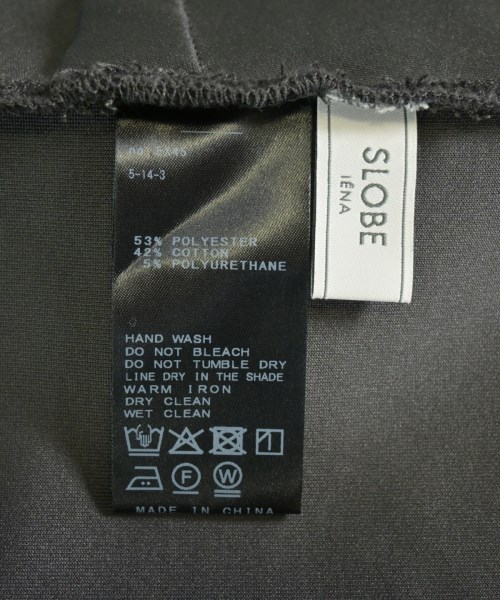 5-14-3
53% POLYESTER
42% COTTON
5% POLYURETHANE
HAND WASH
DO NOT BLEACH
DO NOT TUMBLE DRY
LINE DRY IN THE SHADE
WARM IRON
DRY CLEAN
WET CLEAN
F W
MADE IN CHINA
SLOBE
IÉNA